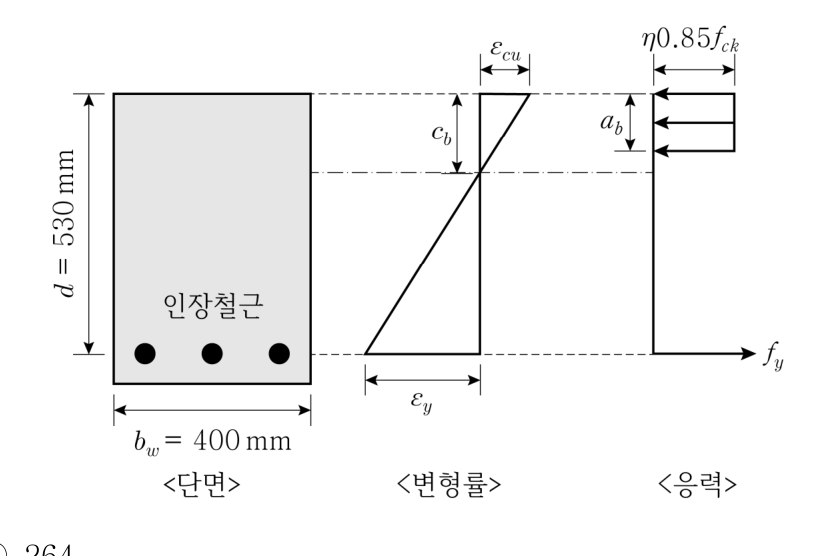 ε_cu
η0.85f_ck
c_b
a_b
d = 530 mm
인장철근
f_y
ε_y
b_w = 400 mm
<단면> <변형률> <응력>